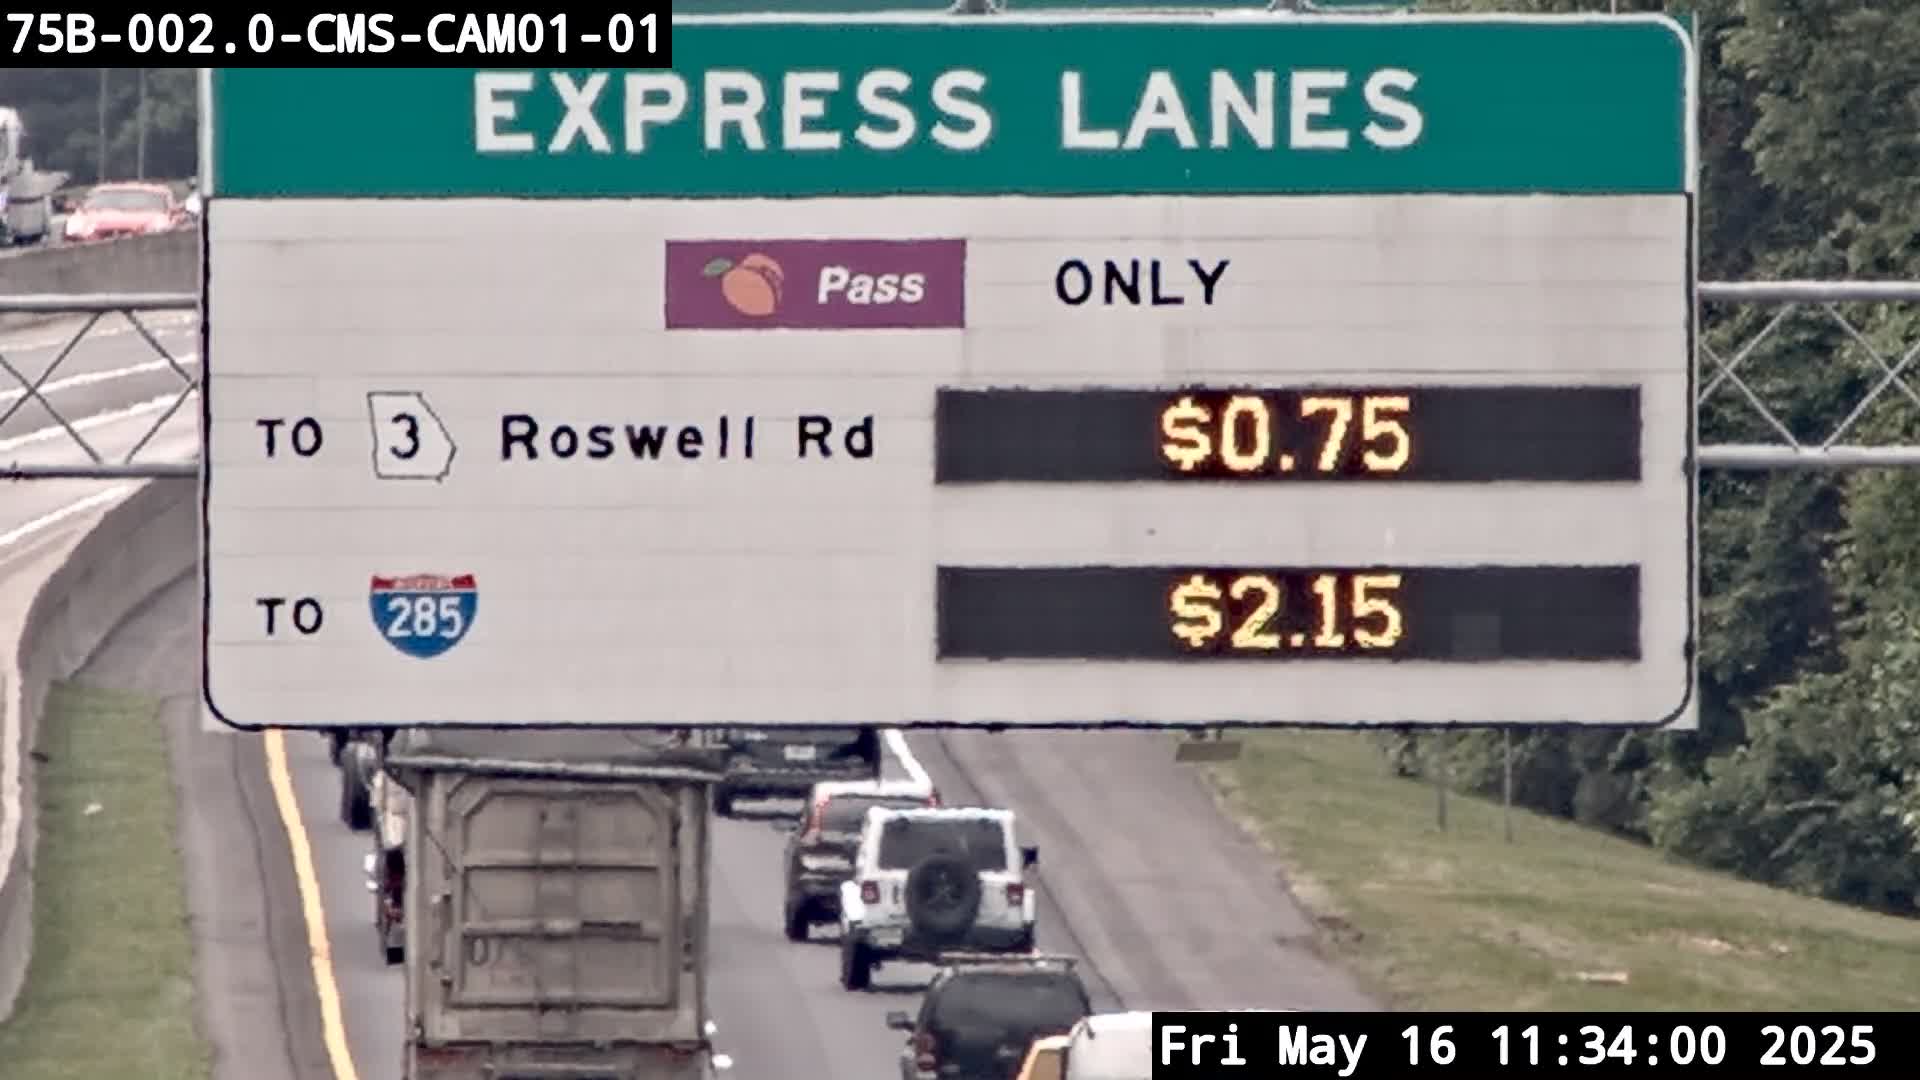 75B-002.0-CMS-CAM01-01
EXPRESS LANES
Pass ONLY
TO 3 Roswell Rd $0.75
TO 285 $2.15
Fri May 16 11:34:00 2025